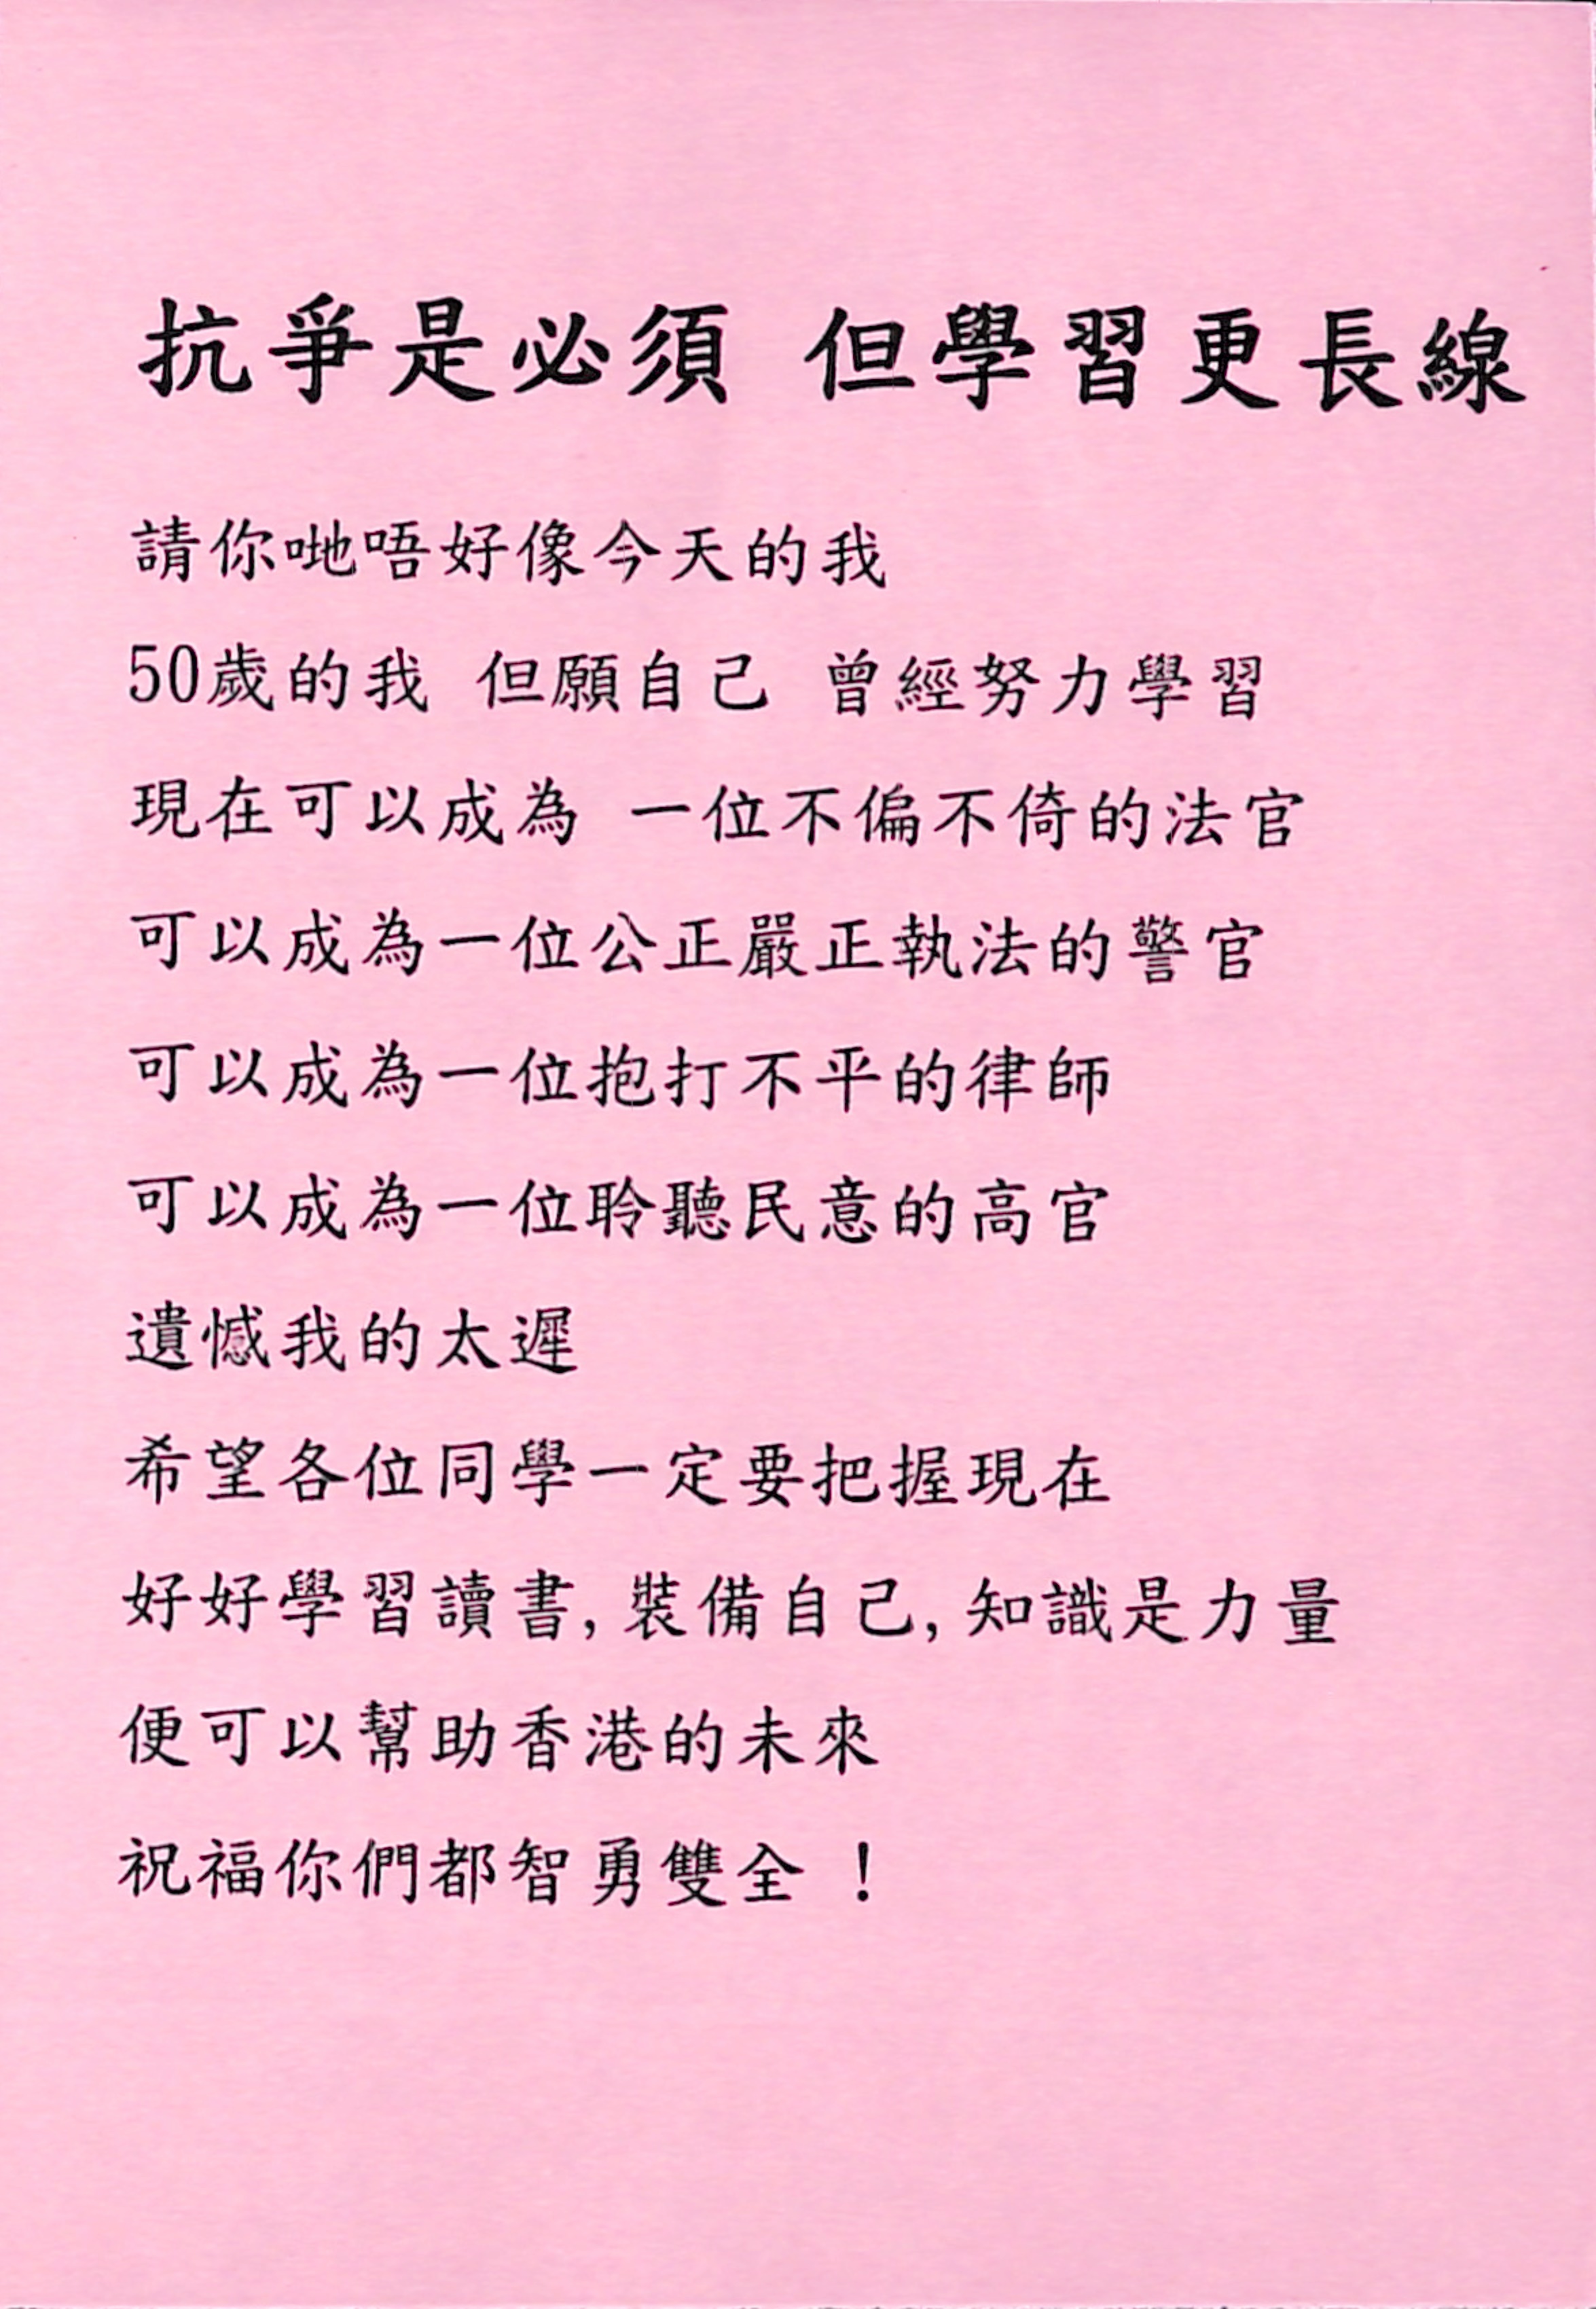 抗爭是必須 但學習更長線
請你哋唔好像今天的我
50歲的我 但願自己 曾經努力學習
現在可以成為 一位不偏不倚的法官
可以成為一位公正嚴正執法的警官
可以成為一位抱打不平的律師
可以成為一位聆聽民意的高官
遺憾我的太遲
希望各位同學一定要把握現在
好好學習讀書,裝備自己,知識是力量
便可以幫助香港的未來
祝福你們都智勇雙全 !